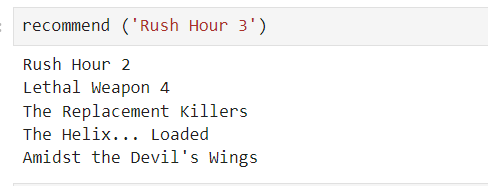 recommend ('Rush Hour 3')
Rush Hour 2
Lethal Weapon 4
The Replacement Killers
The Helix... Loaded
Amidst the Devil's Wings